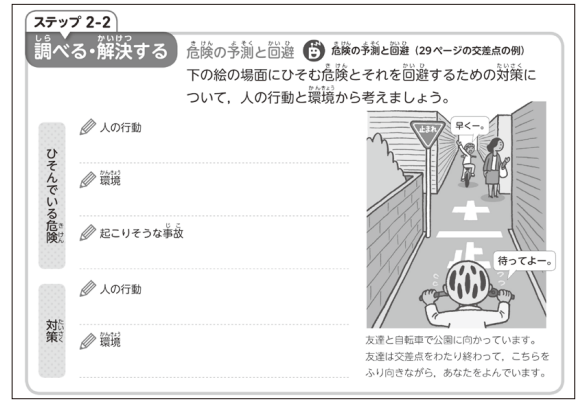 ステップ 2-2
調べる・解決する
危険の予測と回避 B 危険の予測と回避(29ページの交差点の例)
下の絵の場面にひそむ危険とそれを回避するための対策に
ついて,人の行動と環境から考えましょう。
ひそんでいる危険
人の行動
環境
起こりそうな事故
対策
人の行動
環境
止まれ
早くー。
止
待ってよー。
友達と自転車で公園に向かっています。
友達は交差点をわたり終わって,こちらを
ふり向きながら,あなたをよんでいます。